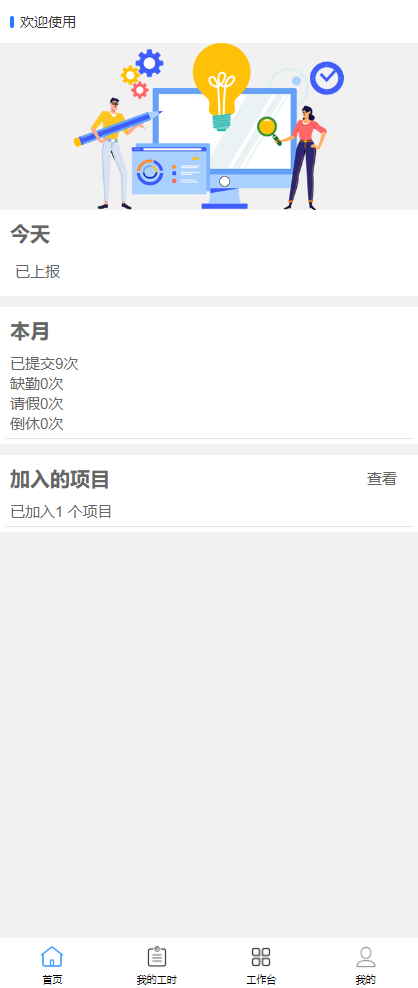 欢迎使用
今天
已上报
本月
已提交9次
缺勤0次
请假0次
倒休0次
加入的项目 查看
已加入1 个项目
首页 我的工时 工作台 我的